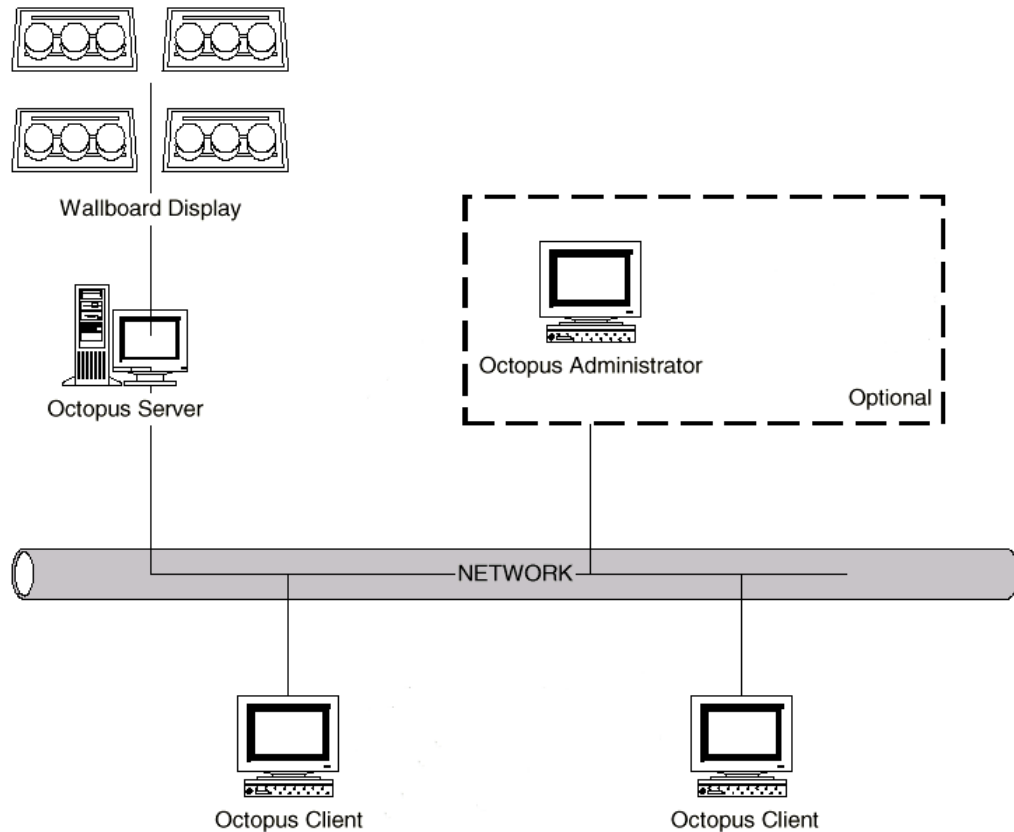 Wallboard Display
Octopus Server
Octopus Administrator
Optional
NETWORK
Octopus Client
Octopus Client